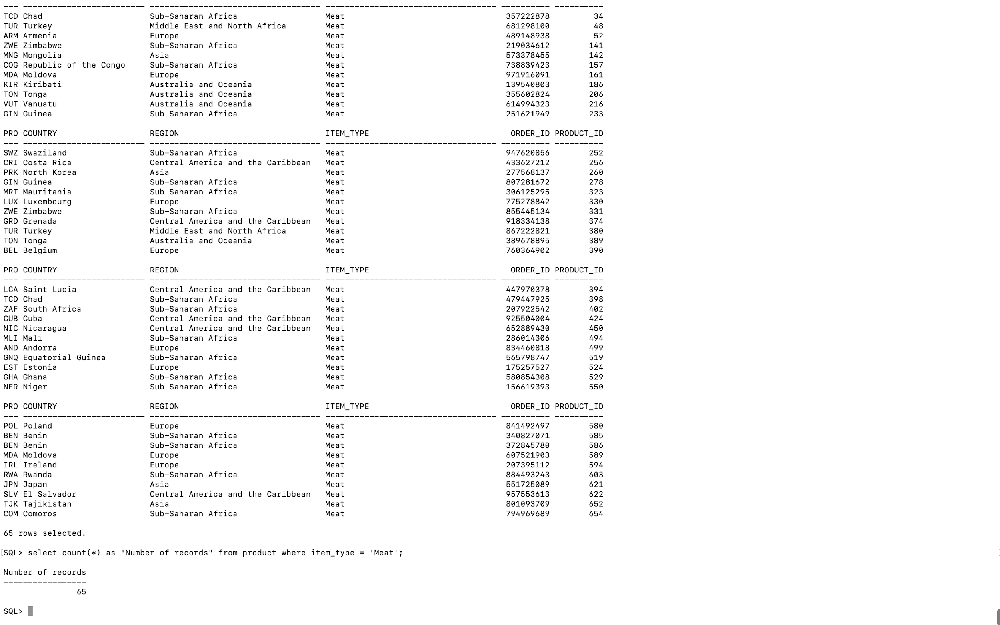 --- ------------------------- ----------------------------------- ----------------------------------- ---------- ----------
TCD Chad Sub-Saharan Africa Meat 357222878 34
TUR Turkey Middle East and North Africa Meat 681298100 48
ARM Armenia Europe Meat 489148938 52
ZWE Zimbabwe Sub-Saharan Africa Meat 219034612 141
MNG Mongolia Asia Meat 573378455 142
COG Republic of the Congo Sub-Saharan Africa Meat 738839423 157
MDA Moldova Europe Meat 971916091 161
KIR Kiribati Australia and Oceania Meat 139540803 186
TON Tonga Australia and Oceania Meat 355602824 206
VUT Vanuatu Australia and Oceania Meat 614994323 216
GIN Guinea Sub-Saharan Africa Meat 251621949 233
PRO COUNTRY REGION ITEM_TYPE ORDER_ID PRODUCT_ID
--- ------------------------- ----------------------------------- ----------------------------------- ---------- ----------
SWZ Swaziland Sub-Saharan Africa Meat 947620856 252
CRI Costa Rica Central America and the Caribbean Meat 433627212 256
PRK North Korea Asia Meat 277568137 260
GIN Guinea Sub-Saharan Africa Meat 807281672 278
MRT Mauritania Sub-Saharan Africa Meat 306125295 323
LUX Luxembourg Europe Meat 775278842 330
ZWE Zimbabwe Sub-Saharan Africa Meat 855445134 331
GRD Grenada Central America and the Caribbean Meat 918334138 374
TUR Turkey Middle East and North Africa Meat 867222821 380
TON Tonga Australia and Oceania Meat 389678895 389
BEL Belgium Europe Meat 760364902 390
PRO COUNTRY REGION ITEM_TYPE ORDER_ID PRODUCT_ID
--- ------------------------- ----------------------------------- ----------------------------------- ---------- ----------
LCA Saint Lucia Central America and the Caribbean Meat 447970378 394
TCD Chad Sub-Saharan Africa Meat 479447925 398
ZAF South Africa Sub-Saharan Africa Meat 207922542 402
CUB Cuba Central America and the Caribbean Meat 925504004 424
NIC Nicaragua Central America and the Caribbean Meat 652889430 450
MLI Mali Sub-Saharan Africa Meat 286014306 494
AND Andorra Europe Meat 834460818 499
GNQ Equatorial Guinea Sub-Saharan Africa Meat 565798747 519
EST Estonia Europe Meat 175257527 524
GHA Ghana Sub-Saharan Africa Meat 580854308 529
NER Niger Sub-Saharan Africa Meat 156619393 550
PRO COUNTRY REGION ITEM_TYPE ORDER_ID PRODUCT_ID
--- ------------------------- ----------------------------------- ----------------------------------- ---------- ----------
POL Poland Europe Meat 841492497 580
BEN Benin Sub-Saharan Africa Meat 340827071 585
BEN Benin Sub-Saharan Africa Meat 372845780 586
MDA Moldova Europe Meat 607521903 589
IRL Ireland Europe Meat 207395112 594
RWA Rwanda Sub-Saharan Africa Meat 884493243 603
JPN Japan Asia Meat 551725089 621
SLV El Salvador Central America and the Caribbean Meat 957553613 622
TJK Tajikistan Asia Meat 801093709 652
COM Comoros Sub-Saharan Africa Meat 794969689 654
65 rows selected.
SQL> select count(*) as "Number of records" from product where item_type = 'Meat';
Number of records
-----------------
65
SQL>